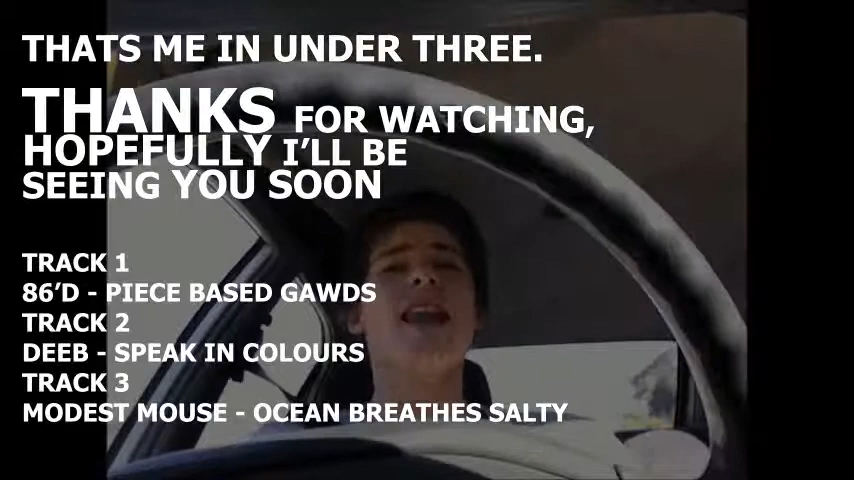 THATS ME IN UNDER THREE.
THANKS FOR WATCHING,
HOPEFULLY I'LL BE
SEEING YOU SOON
TRACK 1
86'D - PIECE BASED GAWDS
TRACK 2
DEEB - SPEAK IN COLOURS
TRACK 3
MODEST MOUSE - OCEAN BREATHES SALTY